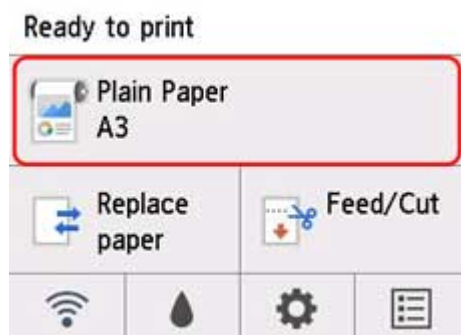 Ready to print
Plain Paper
A3
Replace
paper
Feed/Cut